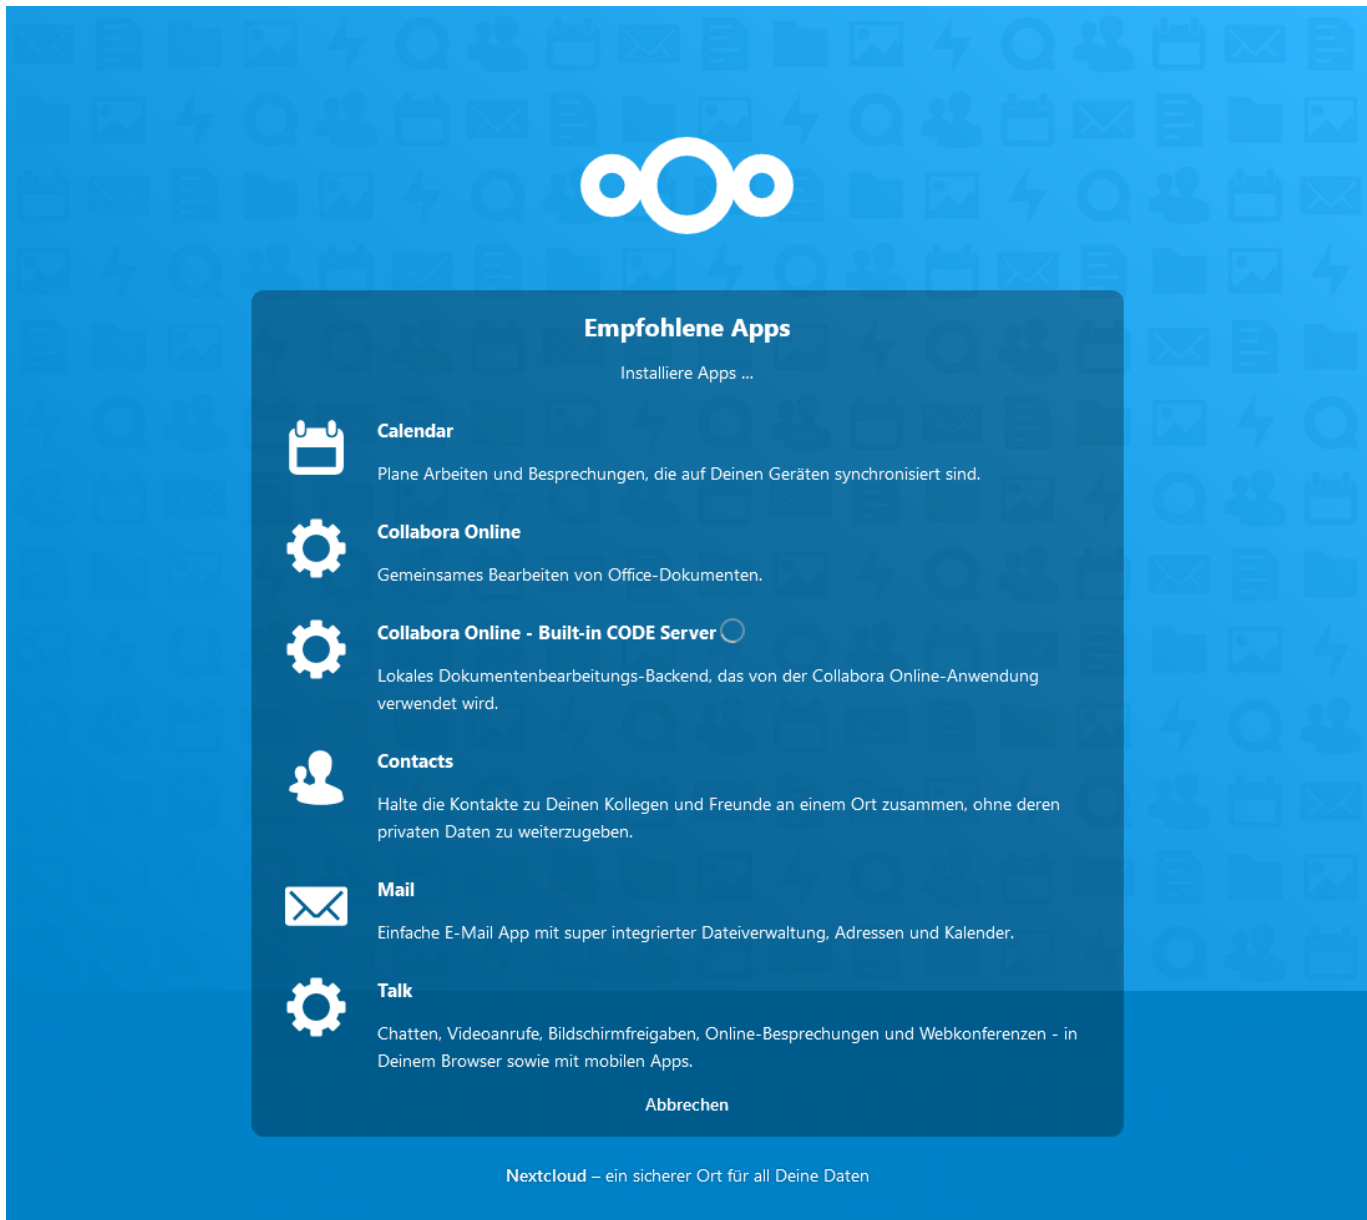 Empfohlene Apps
Installiere Apps ...
Calendar
Plane Arbeiten und Besprechungen, die auf Deinen Geräten synchronisiert sind.
Collabora Online
Gemeinsames Bearbeiten von Office-Dokumenten.
Collabora Online - Built-in CODE Server
Lokales Dokumentenbearbeitungs-Backend, das von der Collabora Online-Anwendung
verwendet wird.
Contacts
Halte die Kontakte zu Deinen Kollegen und Freunde an einem Ort zusammen, ohne deren
privaten Daten zu weiterzugeben.
Mail
Einfache E-Mail App mit super integrierter Dateiverwaltung, Adressen und Kalender.
Talk
Chatten, Videoanrufe, Bildschirmfreigaben, Online-Besprechungen und Webkonferenzen - in
Deinem Browser sowie mit mobilen Apps.
Abbrechen
Nextcloud – ein sicherer Ort für all Deine Daten